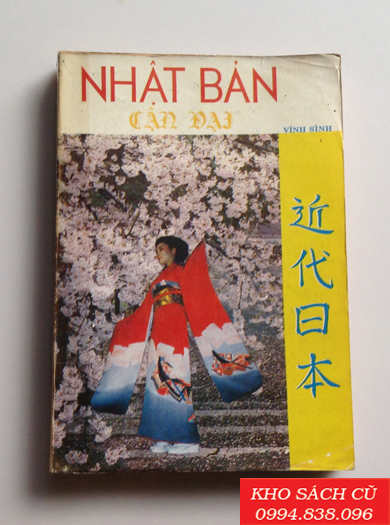 NHẬT BẢN
CẬN ĐẠI
VĨNH SÍNH
近代日本
KHO SÁCH CŨ
0994.838.096